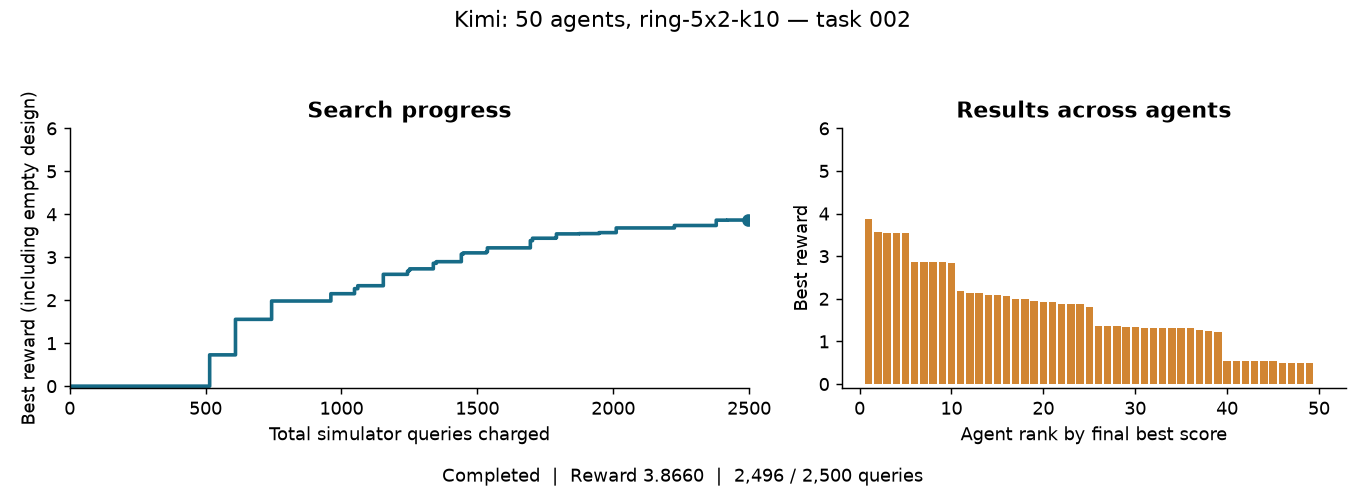 Kimi: 50 agents, ring-5x2-k10 — task 002
Search progress
Best reward (including empty design)
6
5
4
3
2
1
0
0 500 1000 1500 2000 2500
Total simulator queries charged
Results across agents
Best reward
6
5
4
3
2
1
0
0 10 20 30 40 50
Agent rank by final best score
Completed | Reward 3.8660 | 2,496 / 2,500 queries